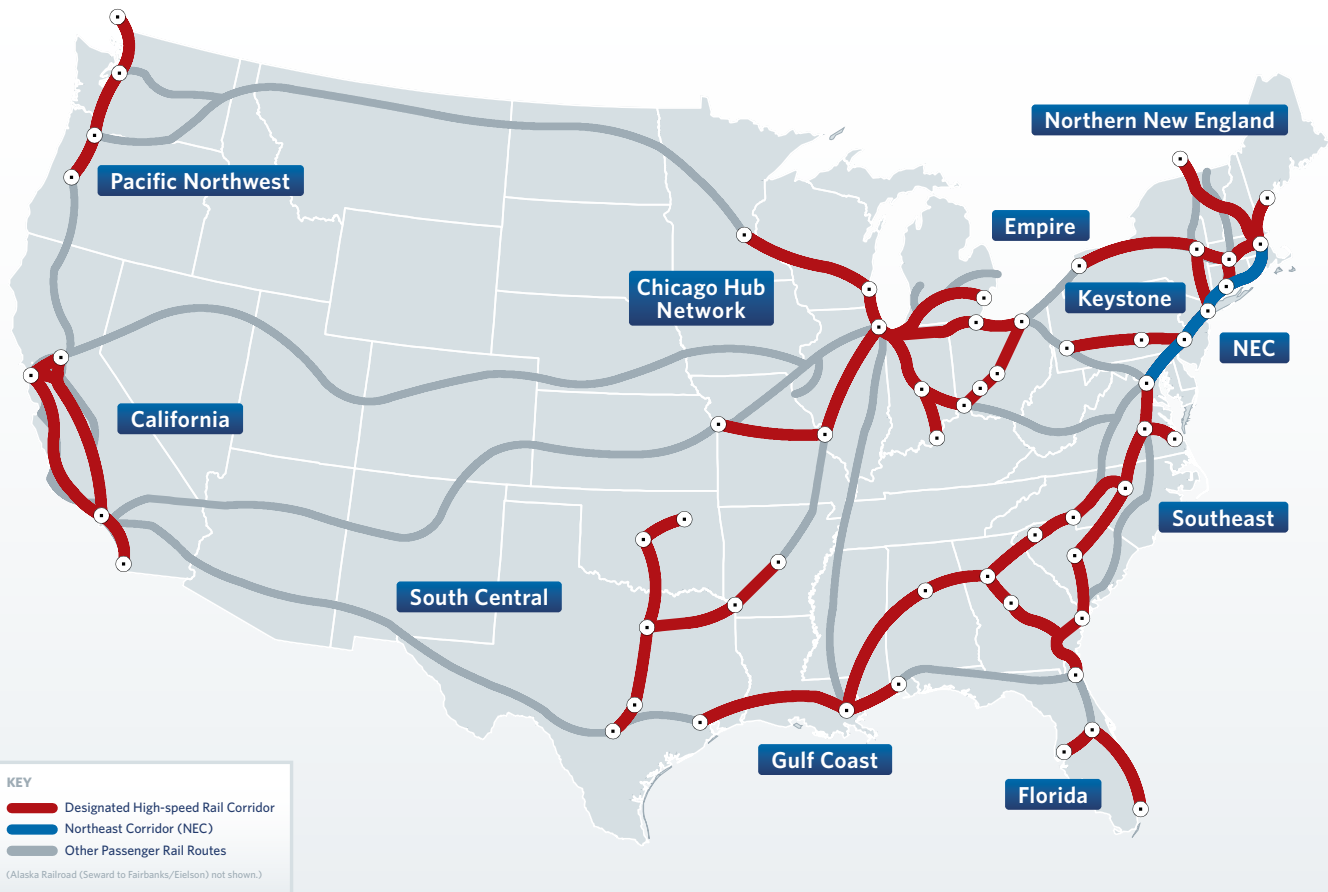 Northern New England
Pacific Northwest
Empire
Chicago Hub
Network
Keystone
NEC
California
Southeast
South Central
Gulf Coast
Florida
KEY
Designated High-speed Rail Corridor
Northeast Corridor (NEC)
Other Passenger Rail Routes
(Alaska Railroad (Seward to Fairbanks/Eielson) not shown.)